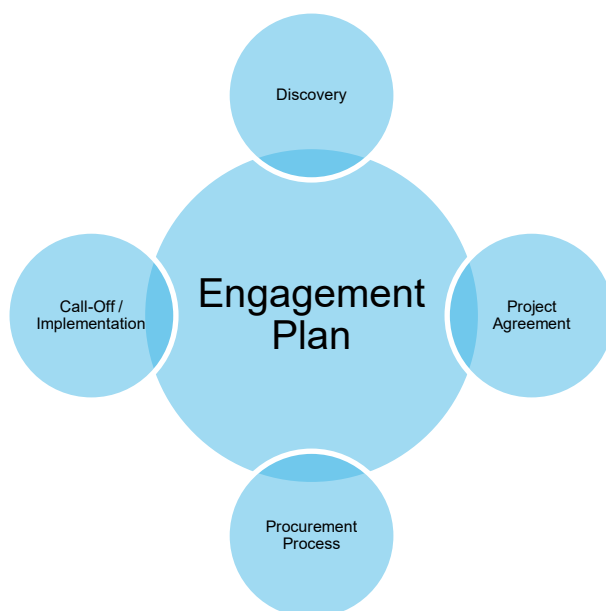 Discovery
Call-Off /
Implementation
Engagement
Plan
Project
Agreement
Procurement
Process